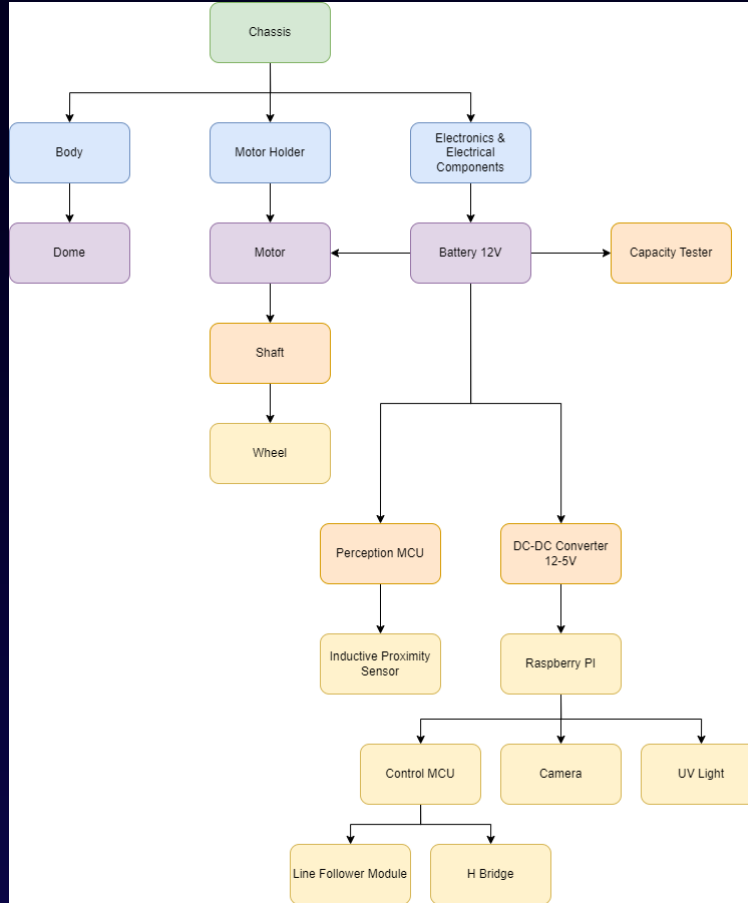 Chassis
Body
Motor Holder
Electronics &
Electrical
Components
Dome
Motor
Battery 12V
Capacity Tester
Shaft
Wheel
Perception MCU
DC-DC Converter
12-5V
Inductive Proximity
Sensor
Raspberry PI
Control MCU
Camera
UV Light
Line Follower Module
H Bridge